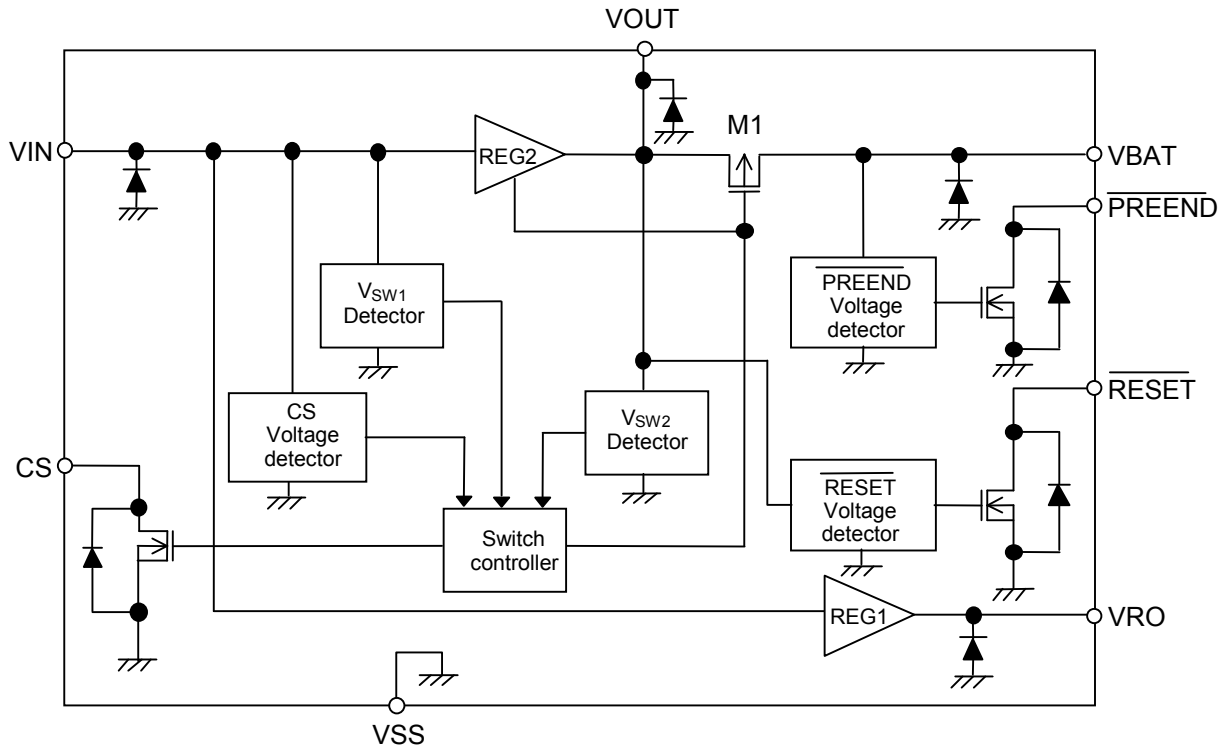 VOUT
M1
VIN
REG2
VBAT
PREEND
VSW1
Detector
PREEND
Voltage
detector
RESET
CS
Voltage
detector
VSW2
Detector
CS
RESET
Voltage
detector
Switch
controller
REG1
VRO
VSS